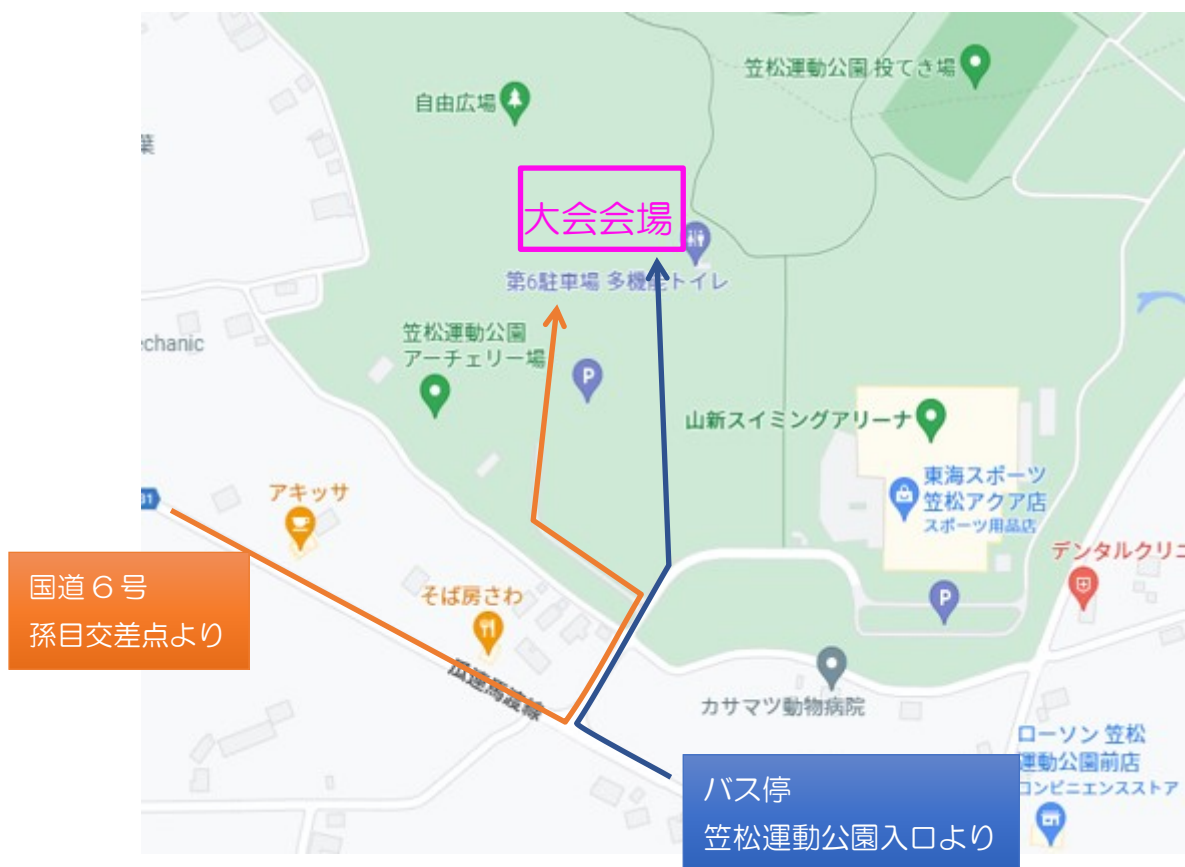 笠松運動公園 投てき場
自由広場
葉
大会会場
第6駐車場 多機能トイレ
笠松運動公園
アーチェリー場
echanic
P
山新スイミングアリーナ
東海スポーツ
笠松アクア店
スポーツ用品店
アキッサ
31
デンタルクリニ
国道6号
孫目交差点より
そば房さわ
P
瓜連馬渡線
カサマツ動物病院
ローソン 笠松
運動公園前店
コンビニエンスストア
バス停
笠松運動公園入口より